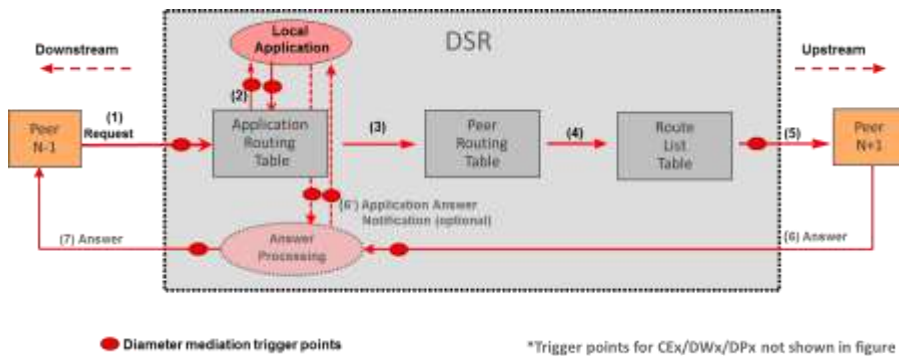 DSR
Local
Application
Downstream
Upstream
(1)
Request
(2)
(3)
(4)
(5)
Peer
N-1
Application
Routing
Table
Peer
Routing
Table
Route
List
Table
Peer
N+1
(6') Application Answer
Notification (optional)
(7) Answer
Answer
Processing
(6) Answer
Diameter mediation trigger points
*Trigger points for CEx/DWx/DPx not shown in figure